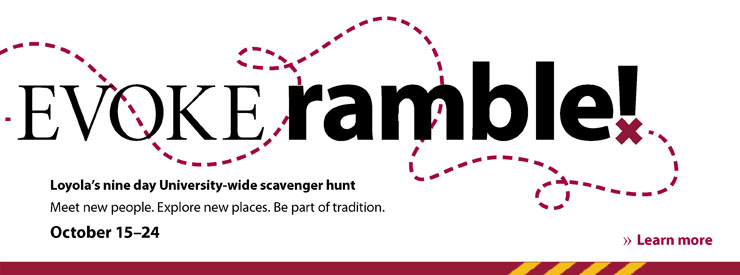 EVOKE ramble!
Loyola's nine day University-wide scavenger hunt
Meet new people. Explore new places. Be part of tradition.
October 15–24
» Learn more